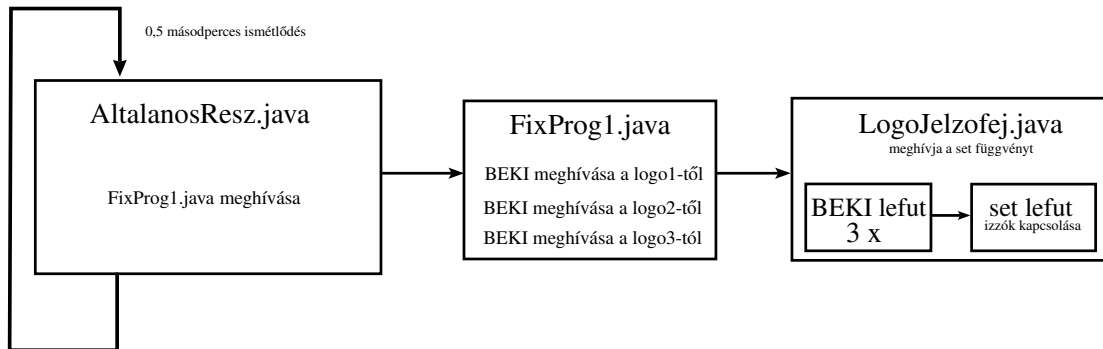 0,5 másodperces ismétlődés
AltalanosResz.java
FixProg1.java meghívása
FixProg1.java
BEKI meghívása a logo1-től
BEKI meghívása a logo2-től
BEKI meghívása a logo3-tól
LogoJelzofej.java
meghívja a set függvényt
BEKI lefut
3 x
set lefut
izzók kapcsolása